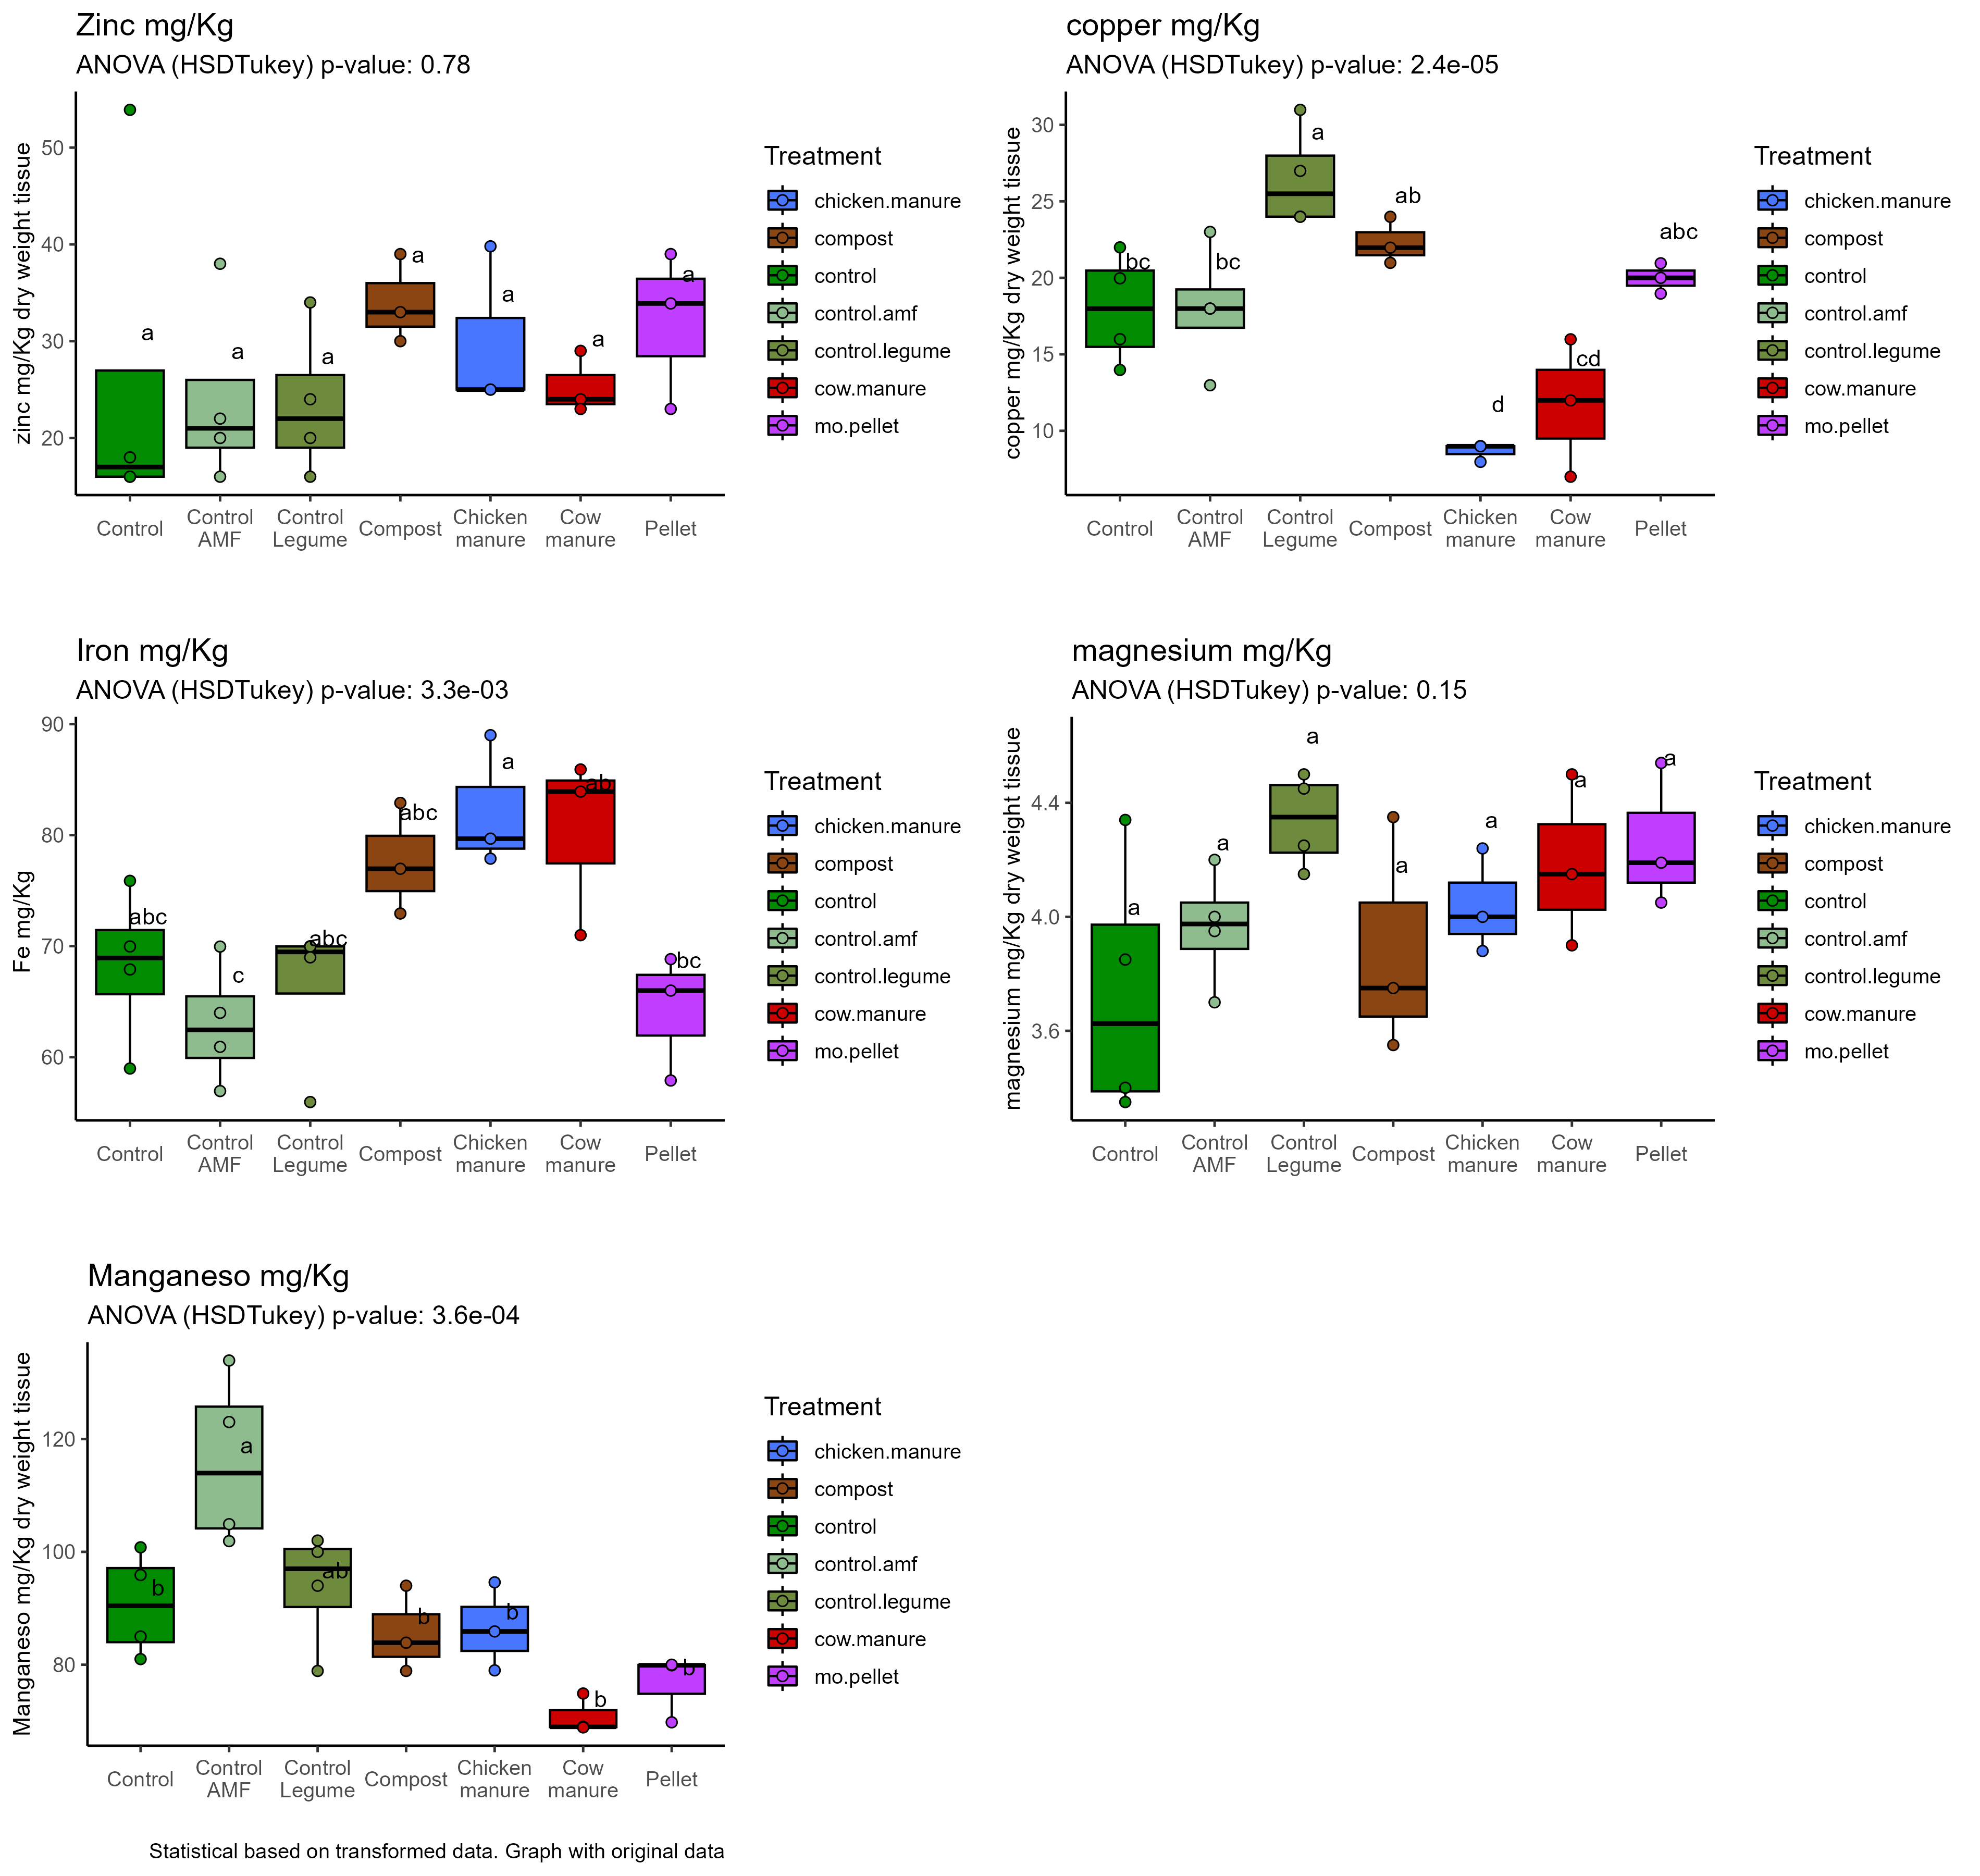 Zinc mg/Kg
ANOVA (HSDTukey) p-value: 0.78
zinc mg/Kg dry weight tissue
50
40
30
20
a
a
a
a
a
a
a
Control
Control
AMF
Control
Legume
Compost
Chicken
manure
Cow
manure
Pellet
Treatment
chicken.manure
compost
control
control.amf
control.legume
cow.manure
mo.pellet
copper mg/Kg
ANOVA (HSDTukey) p-value: 2.4e-05
copper mg/Kg dry weight tissue
30
25
20
15
10
bc
bc
a
ab
d
cd
abc
Control
Control
AMF
Control
Legume
Compost
Chicken
manure
Cow
manure
Pellet
Treatment
chicken.manure
compost
control
control.amf
control.legume
cow.manure
mo.pellet
Iron mg/Kg
ANOVA (HSDTukey) p-value: 3.3e-03
Fe mg/Kg
90
80
70
60
abc
c
abc
abc
a
ab
bc
Control
Control
AMF
Control
Legume
Compost
Chicken
manure
Cow
manure
Pellet
Treatment
chicken.manure
compost
control
control.amf
control.legume
cow.manure
mo.pellet
magnesium mg/Kg
ANOVA (HSDTukey) p-value: 0.15
magnesium mg/Kg dry weight tissue
4.4
4.0
3.6
a
a
a
a
a
a
a
Control
Control
AMF
Control
Legume
Compost
Chicken
manure
Cow
manure
Pellet
Treatment
chicken.manure
compost
control
control.amf
control.legume
cow.manure
mo.pellet
Manganeso mg/Kg
ANOVA (HSDTukey) p-value: 3.6e-04
Manganeso mg/Kg dry weight tissue
120
100
80
b
a
ab
b
b
b
b
Control
Control
AMF
Control
Legume
Compost
Chicken
manure
Cow
manure
Pellet
Treatment
chicken.manure
compost
control
control.amf
control.legume
cow.manure
mo.pellet
Statistical based on transformed data. Graph with original data